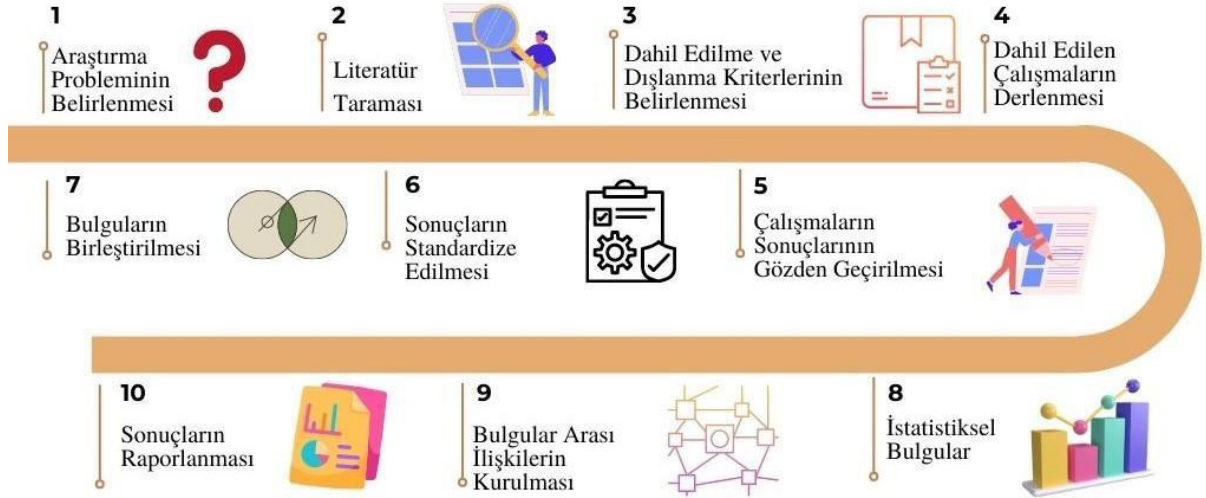 1
Araştırma
Probleminin
Belirlenmesi
2
Literatür
Taraması
3
Dahil Edilme ve
Dışlanma Kriterlerinin
Belirlenmesi
4
Dahil Edilen
Çalışmaların
Derlenmesi
5
Çalışmaların
Sonuçlarının
Gözden Geçirilmesi
6
Sonuçların
Standardize
Edilmesi
7
Bulguların
Birleştirilmesi
8
İstatistiksel
Bulgular
9
Bulgular Arası
İlişkilerin
Kurulması
10
Sonuçların
Raporlanması